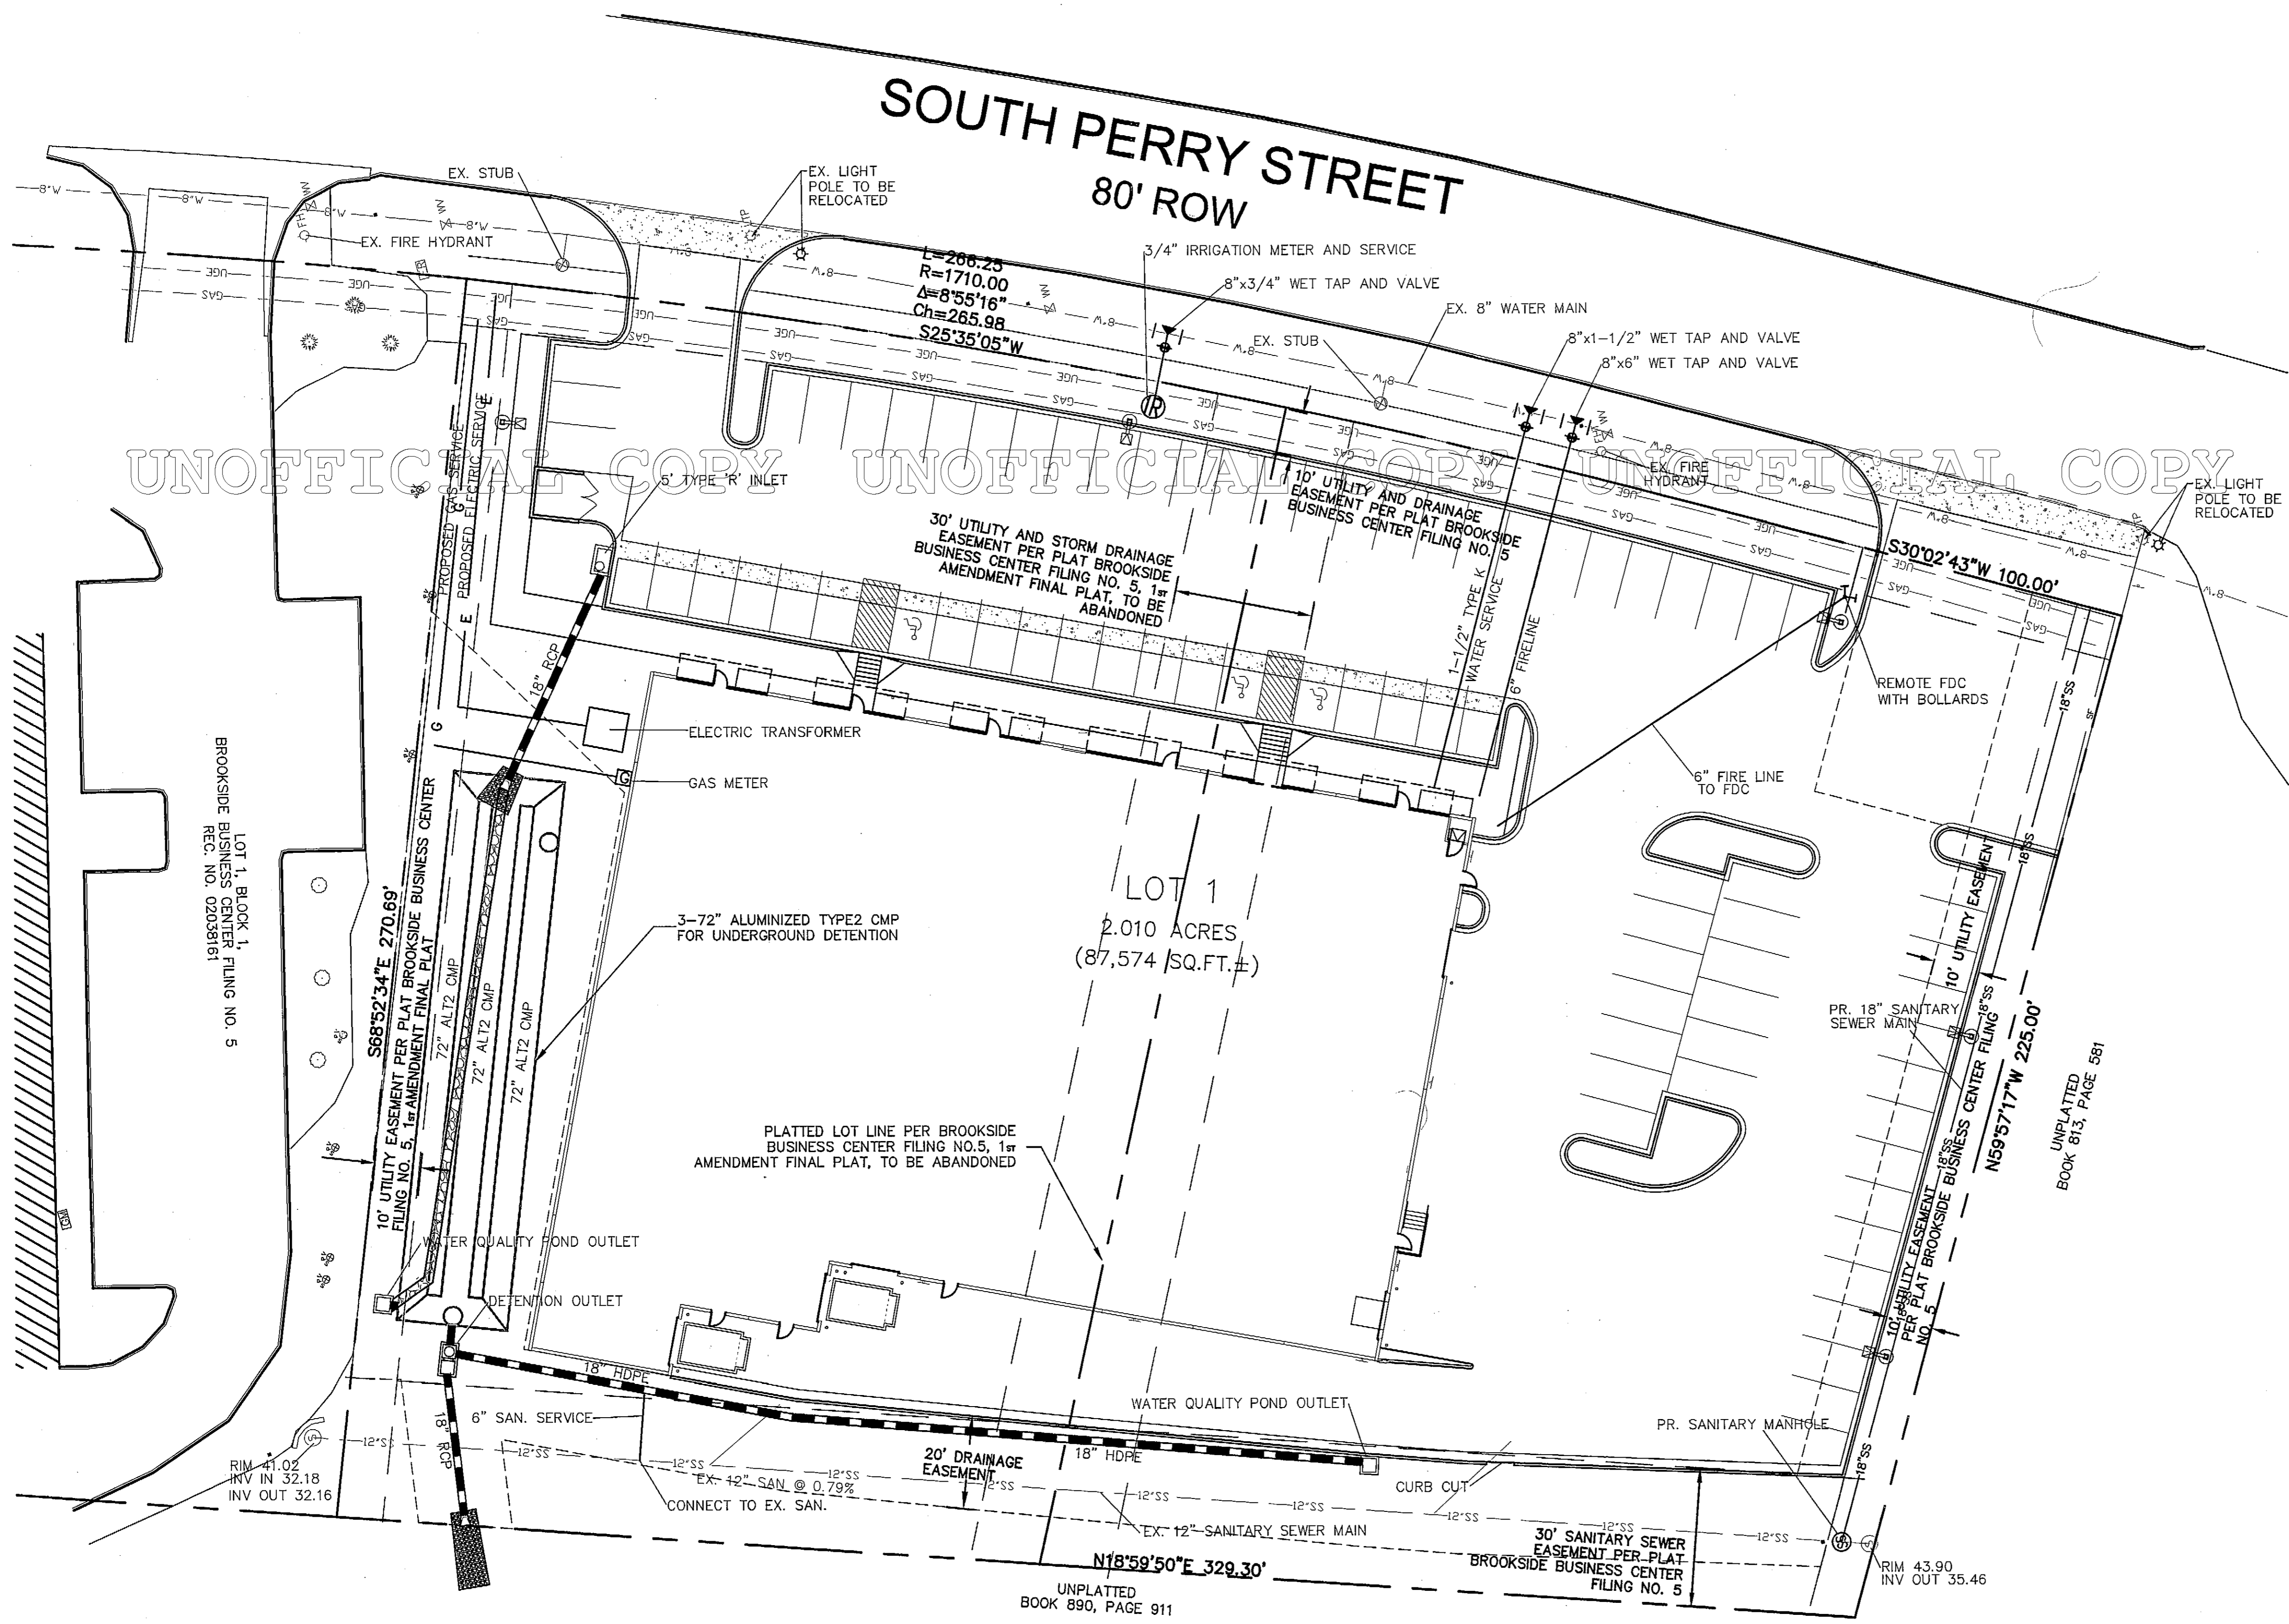 SOUTH PERRY STREET
80' ROW
EX. STUB
EX. LIGHT
POLE TO BE
RELOCATED
EX. FIRE HYDRANT
L=266.25
R=1710.00
Δ=8°55'16"
Ch=265.98
S25°35'05"W
3/4" IRRIGATION METER AND SERVICE
8"x3/4" WET TAP AND VALVE
EX. 8" WATER MAIN
EX. STUB
8"x1-1/2" WET TAP AND VALVE
8"x6" WET TAP AND VALVE
IR
UNOFFICIAL COPY UNOFFICIAL COPY UNOFFICIAL COPY
EX. FIRE
HYDRANT
EX. LIGHT
POLE TO BE
RELOCATED
S30°02'43"W 100.00'
5' TYPE 'R' INLET
PROPOSED GAS SERVICE
PROPOSED ELECTRIC SERVICE
10' UTILITY AND DRAINAGE
EASEMENT PER PLAT BROOKSIDE
BUSINESS CENTER FILING NO. 5
30' UTILITY AND STORM DRAINAGE
EASEMENT PER PLAT BROOKSIDE
BUSINESS CENTER FILING NO. 5, 1ST
AMENDMENT FINAL PLAT, TO BE
ABANDONED
1-1/2" TYPE K
WATER SERVICE
6" FIRELINE
REMOTE FDC
WITH BOLLARDS
6" FIRE LINE
TO FDC
18" RCP
ELECTRIC TRANSFORMER
G
GAS METER
LOT 1, BLOCK 1,
BROOKSIDE BUSINESS CENTER FILING NO. 5
REC. NO. 02038161
S68°52'34"E 270.69'
10' UTILITY EASEMENT PER PLAT BROOKSIDE BUSINESS CENTER
FILING NO. 5, 1ST AMENDMENT FINAL PLAT
72" ALT2 CMP
72" ALT2 CMP
72" ALT2 CMP
3-72" ALUMINIZED TYPE2 CMP
FOR UNDERGROUND DETENTION
LOT 1
2.010 ACRES
(87,574 SQ.FT.±)
10' UTILITY EASEMENT
PR. 18" SANITARY
SEWER MAIN
N59°57'17"W 225.00'
UNPLATTED
BOOK 813, PAGE 581
PLATTED LOT LINE PER BROOKSIDE
BUSINESS CENTER FILING NO.5, 1ST
AMENDMENT FINAL PLAT, TO BE ABANDONED
10' UTILITY EASEMENT
PER PLAT BROOKSIDE BUSINESS CENTER FILING
NO. 5
WATER QUALITY POND OUTLET
DETENTION OUTLET
18" HDPE
6" SAN. SERVICE
18" RCP
RIM 41.02
INV IN 32.18
INV OUT 32.16
12"SS
EX. 12" SAN @ 0.79%
CONNECT TO EX. SAN.
20' DRAINAGE
EASEMENT
WATER QUALITY POND OUTLET
18" HDPE
PR. SANITARY MANHOLE
CURB CUT
18"SS
EX. 12" SANITARY SEWER MAIN
30' SANITARY SEWER
EASEMENT PER PLAT
BROOKSIDE BUSINESS CENTER
FILING NO. 5
RIM 43.90
INV OUT 35.46
N18°59'50"E 329.30'
UNPLATTED
BOOK 890, PAGE 911